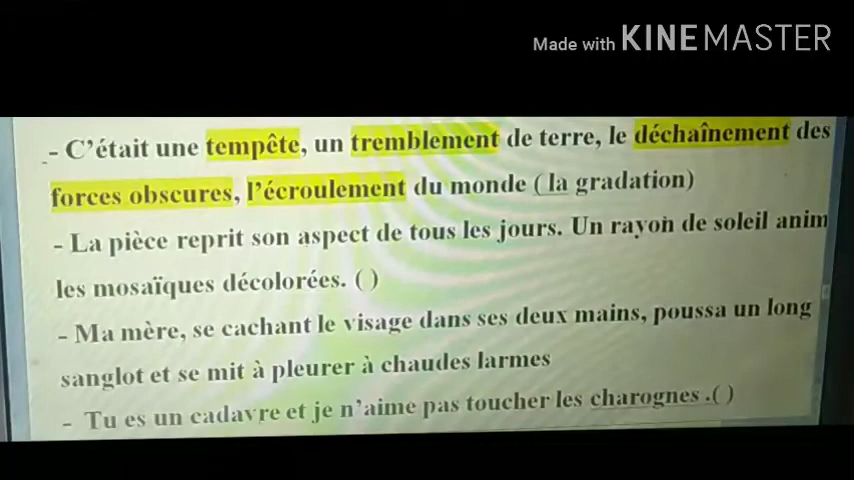 Made with KINEMASTER
- C'était une tempête, un tremblement de terre, le déchaînement des
forces obscures, l'écroulement du monde ( la gradation)
- La pièce reprit son aspect de tous les jours. Un rayon de soleil anim
les mosaïques décolorées. ( )
- Ma mère, se cachant le visage dans ses deux mains, poussa un long
sanglot et se mit à pleurer à chaudes larmes
- Tu es un cadavre et je n'aime pas toucher les charognes .( )